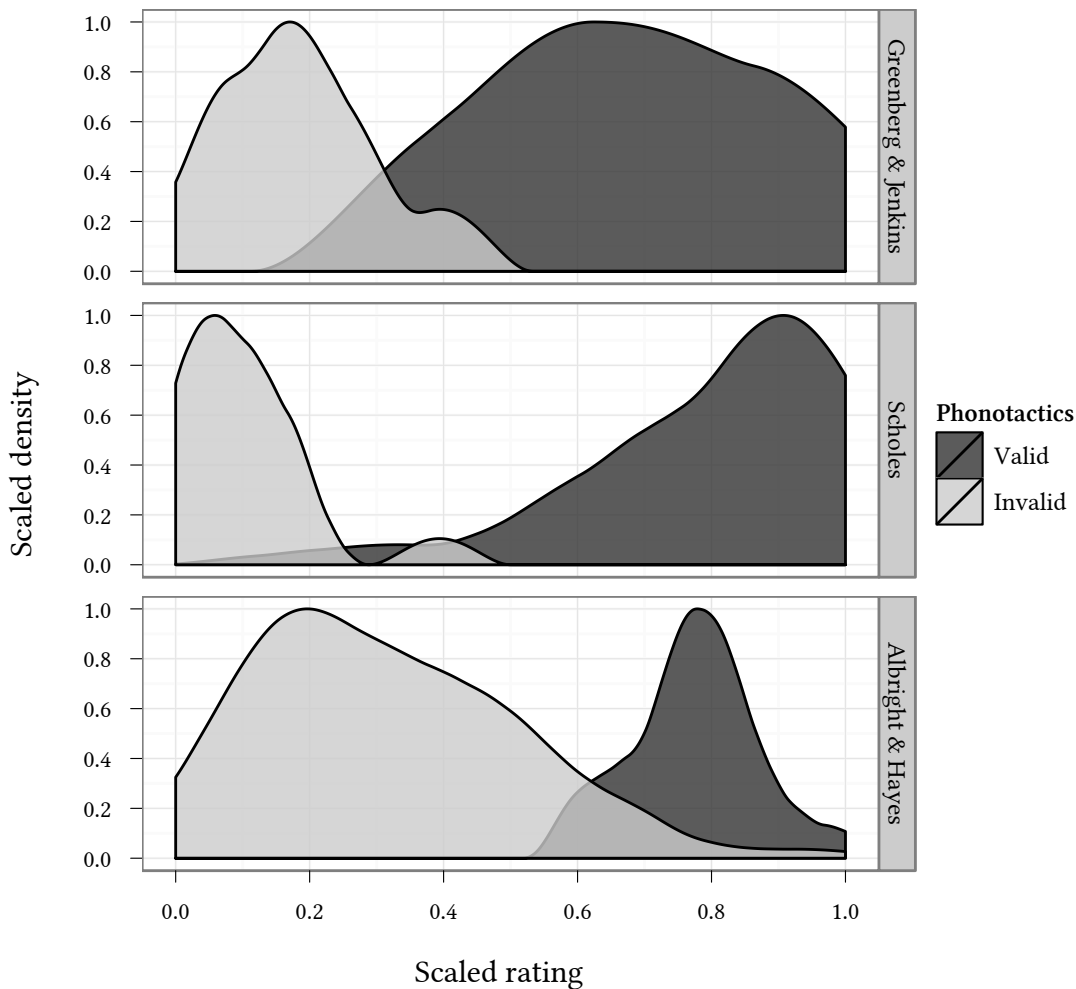 1.0
0.8
0.6
0.4
0.2
0.0
Greenberg & Jenkins
1.0
0.8
0.6
0.4
0.2
0.0
Scholes
1.0
0.8
0.6
0.4
0.2
0.0
Albright & Hayes
0.0 0.2 0.4 0.6 0.8 1.0
Scaled rating
Scaled density
Phonotactics
Valid
Invalid